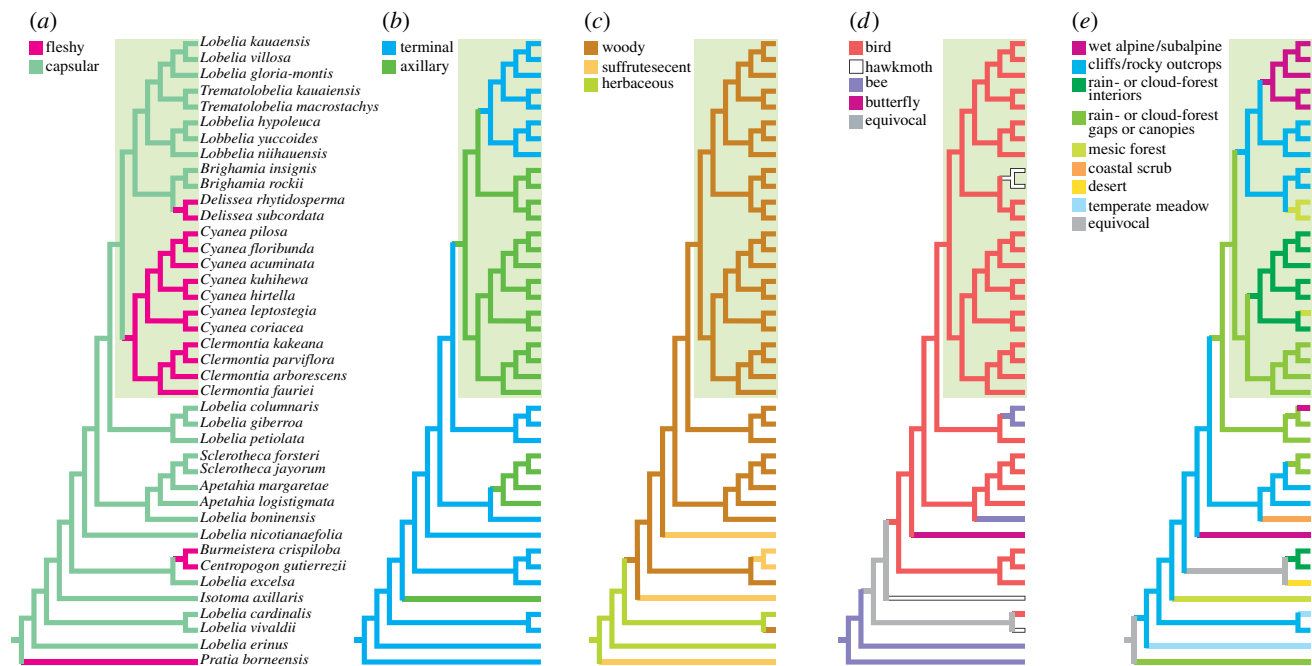 (a)
fleshy
capsular
Lobelia kauaensis
Lobelia villosa
Lobelia gloria-montis
Trematolobelia kauaiensis
Trematolobelia macrostachys
Lobbelia hypoleuca
Lobbelia yuccoides
Lobbelia niihauensis
Brighamia insignis
Brighamia rockii
Delissea rhytidosperma
Delissea subcordata
Cyanea pilosa
Cyanea floribunda
Cyanea acuminata
Cyanea kuhihewa
Cyanea hirtella
Cyanea leptostegia
Cyanea coriacea
Clermontia kakeana
Clermontia parviflora
Clermontia arborescens
Clermontia fauriei
Lobelia columnaris
Lobelia giberroa
Lobelia petiolata
Sclerotheca forsteri
Sclerotheca jayorum
Apetahia margaretae
Apetahia logistigmata
Lobelia boninensis
Lobelia nicotianaefolia
Burmeistera crispiloba
Centropogon gutierrezii
Lobelia excelsa
Isotoma axillaris
Lobelia cardinalis
Lobelia vivaldii
Lobelia erinus
Pratia borneensis
(b)
terminal
axillary
(c)
woody
suffrutesecent
herbaceous
(d)
bird
hawkmoth
bee
butterfly
equivocal
(e)
wet alpine/subalpine
cliffs/rocky outcrops
rain- or cloud-forest
interiors
rain- or cloud-forest
gaps or canopies
mesic forest
coastal scrub
desert
temperate meadow
equivocal